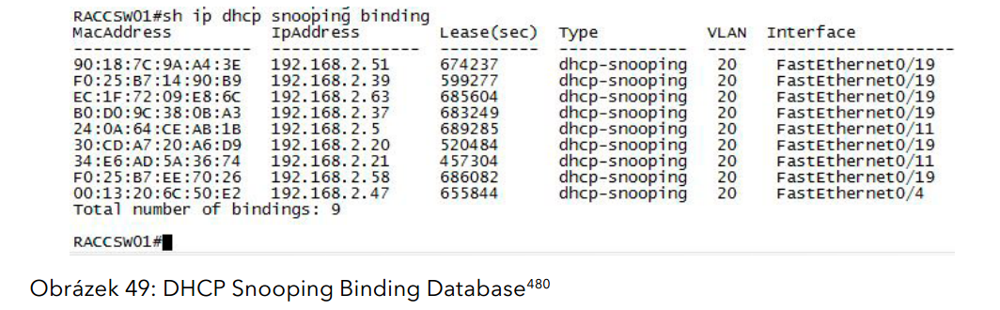 RACCSW01#sh ip dhcp snooping binding
MacAddress IpAddress Lease(sec) Type VLAN Interface
------------------ --------------- ---------- ------------- ---- --------------------
90:18:7C:9A:A4:3E 192.168.2.51 674237 dhcp-snooping 20 FastEthernet0/19
F0:25:B7:14:90:B9 192.168.2.39 599277 dhcp-snooping 20 FastEthernet0/19
EC:1F:72:09:E8:6C 192.168.2.63 685604 dhcp-snooping 20 FastEthernet0/19
B0:D0:9C:38:0B:A3 192.168.2.37 683249 dhcp-snooping 20 FastEthernet0/19
24:0A:64:CE:AB:1B 192.168.2.5 689285 dhcp-snooping 20 FastEthernet0/11
30:CD:A7:20:A6:D9 192.168.2.20 520484 dhcp-snooping 20 FastEthernet0/19
34:E6:AD:5A:36:74 192.168.2.21 457304 dhcp-snooping 20 FastEthernet0/11
F0:25:B7:EE:70:26 192.168.2.58 686082 dhcp-snooping 20 FastEthernet0/19
00:13:20:6C:50:E2 192.168.2.47 655844 dhcp-snooping 20 FastEthernet0/4
Total number of bindings: 9
RACCSW01#
Obrázek 49: DHCP Snooping Binding Database480